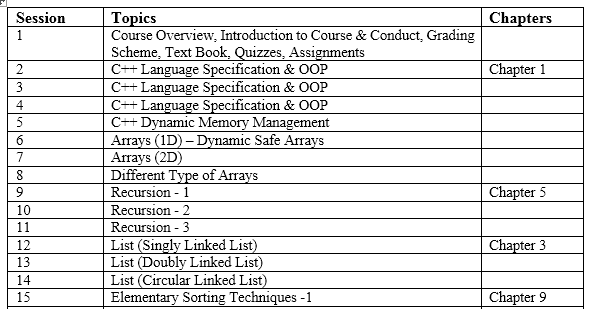 Session Topics Chapters
1 Course Overview, Introduction to Course & Conduct, Grading
Scheme, Text Book, Quizzes, Assignments
2 C++ Language Specification & OOP Chapter 1
3 C++ Language Specification & OOP
4 C++ Language Specification & OOP
5 C++ Dynamic Memory Management
6 Arrays (1D) – Dynamic Safe Arrays
7 Arrays (2D)
8 Different Type of Arrays
9 Recursion - 1 Chapter 5
10 Recursion - 2
11 Recursion - 3
12 List (Singly Linked List) Chapter 3
13 List (Doubly Linked List)
14 List (Circular Linked List)
15 Elementary Sorting Techniques -1 Chapter 9